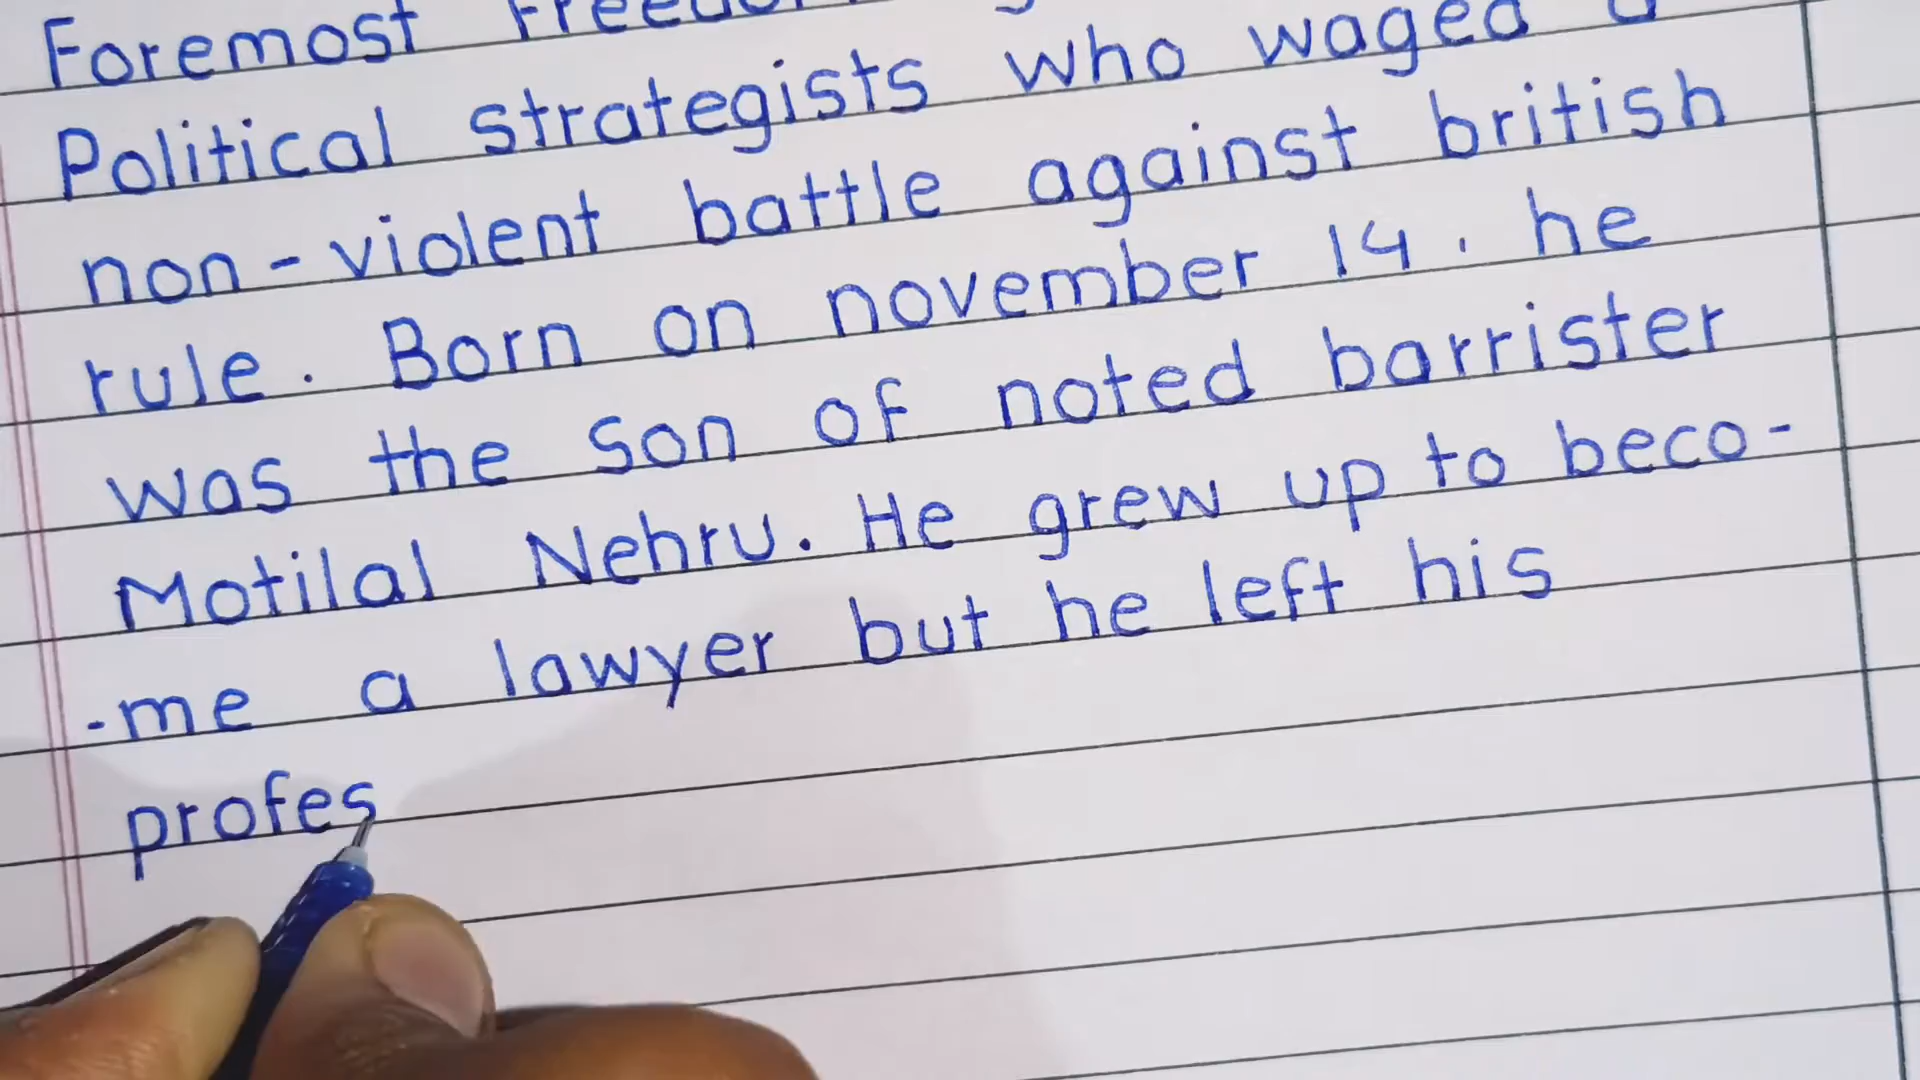 Foremost
Political strategists who waged a
non-violent battle against british
rule. Born on november 14. he
was the son of noted barrister
Motilal Nehru. He grew up to beco-
-me a lawyer but he left his
profes